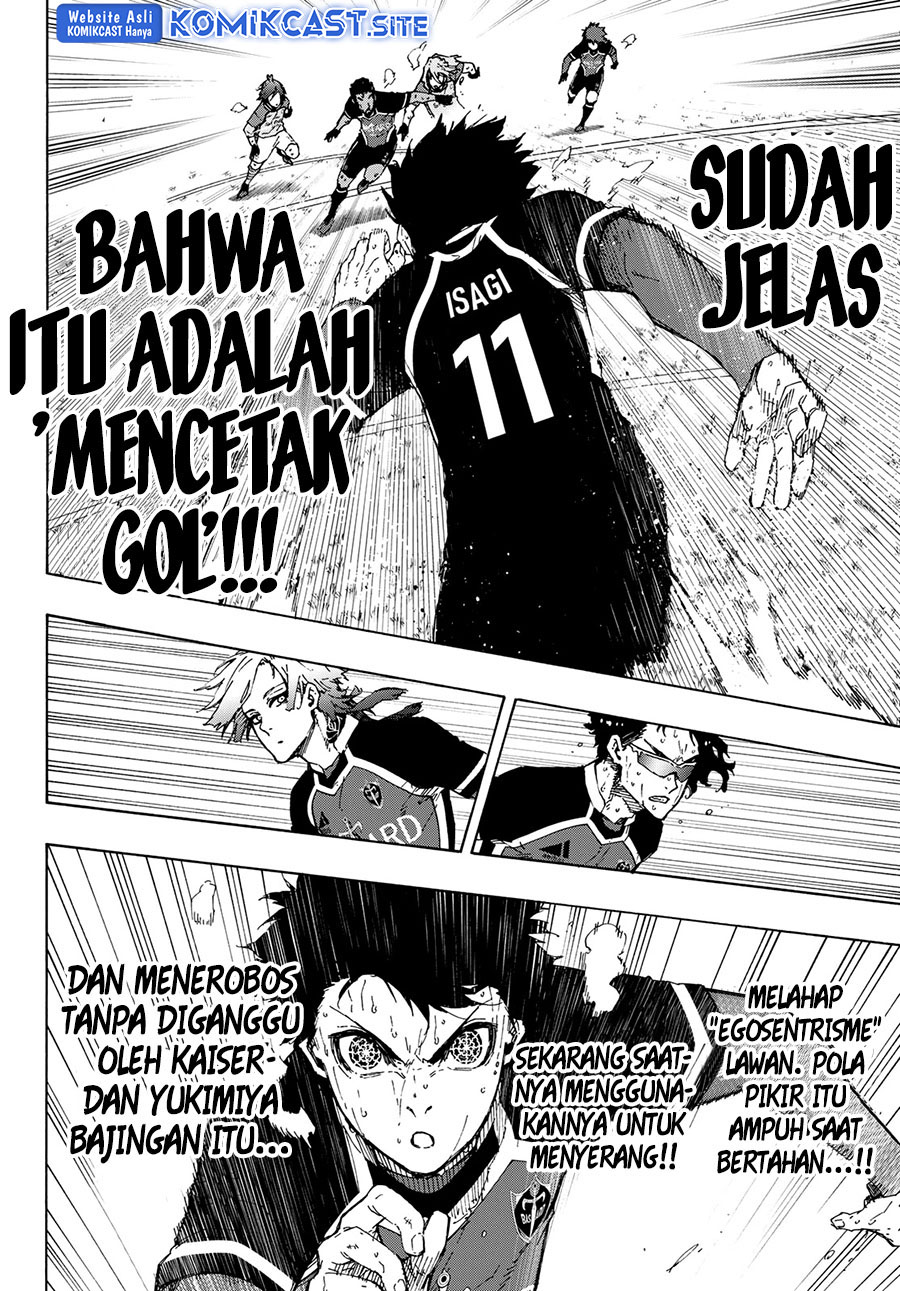 Website Asli
KOMIKCAST Hanya
KOMIKCAST.SITE
SUDAH
JELAS
BAHWA
ITU ADALAH
'MENCETAK
GOL'!!!
ISAGI
11
ARD
MELAHAP
"EGOSENTRISME"
LAWAN. POLA
PIKIR ITU
AMPUH SAAT
BERTAHAN...!!
SEKARANG SAAT-
NYA MENGGUNA-
KANNYA UNTUK
MENYERANG!!
DAN MENEROBOS
TANPA DIGANGGU
OLEH KAISER-
DAN YUKIMIYA
BAJINGAN ITU...